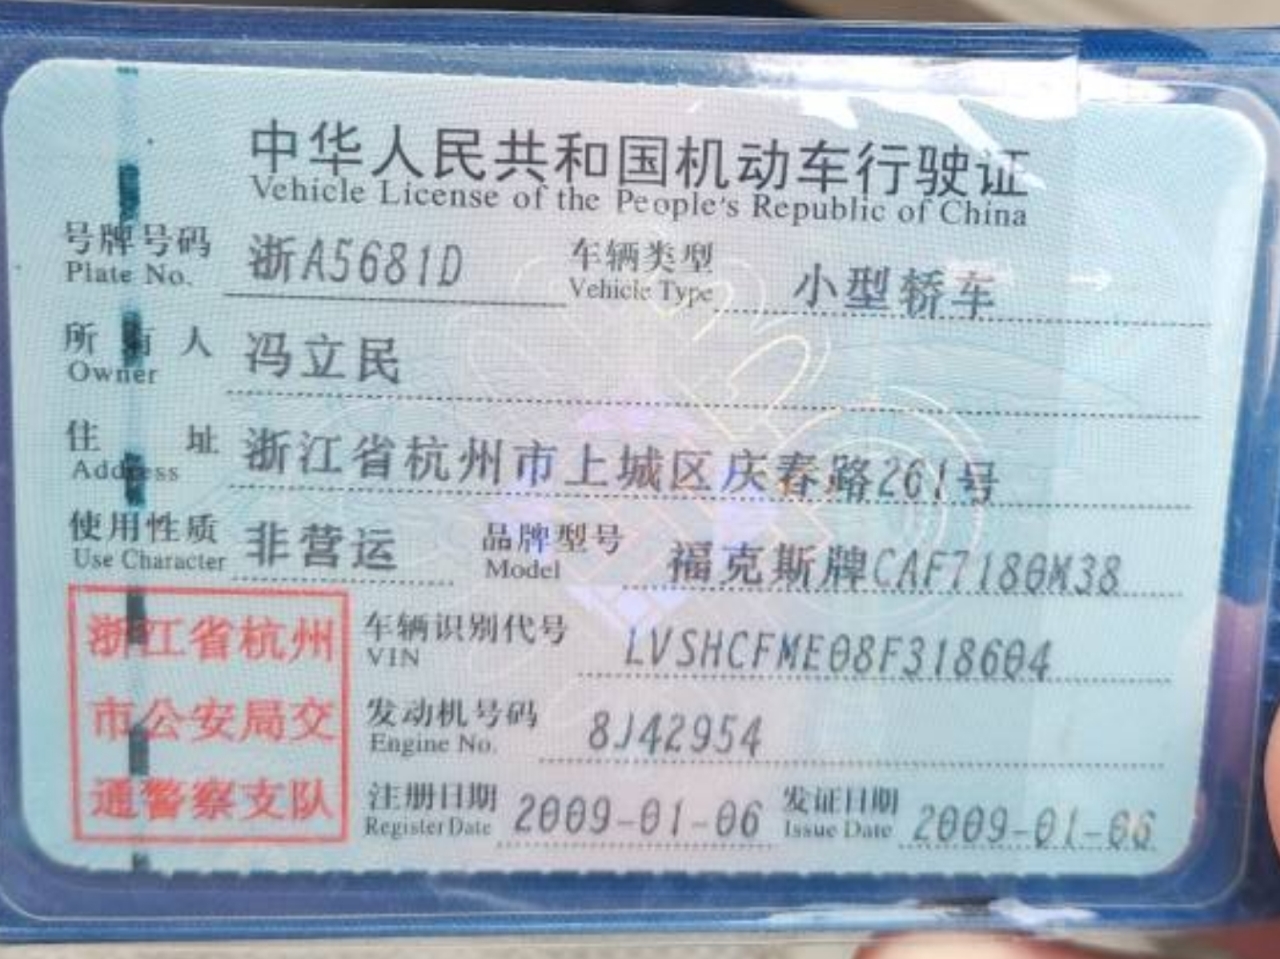 中华人民共和国机动车行驶证
Vehicle License of the People's Republic of China
号牌号码 浙A5681D 车辆类型 小型轿车
Plate No. Vehicle Type
所有人 冯立民
Owner
住址 浙江省杭州市上城区庆春路261号
Address
使用性质 非营运 品牌型号 福克斯牌CAF7180M38
Use Character Model
浙江省杭州
市公安局交
通警察支队
车辆识别代号 LVSHCFME08F318604
VIN
发动机号码 8J42954
Engine No.
注册日期 2009-01-06 发证日期 2009-01-06
Register Date Issue Date